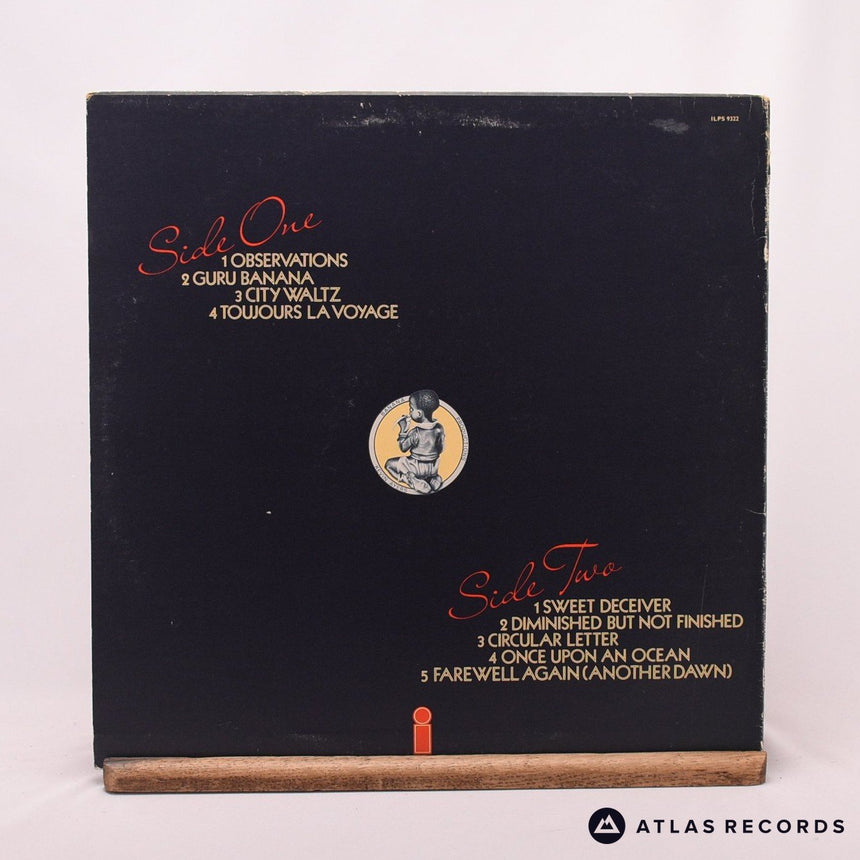 ILPS 9322
Side One
1 OBSERVATIONS
2 GURU BANANA
3 CITY WALTZ
4 TOUJOURS LA VOYAGE
BANANA
Side Two
1 SWEET DECEIVER
2 DIMINISHED BUT NOT FINISHED
3 CIRCULAR LETTER
4 ONCE UPON AN OCEAN
5 FAREWELL AGAIN (ANOTHER DAWN)
i
ATLAS RECORDS